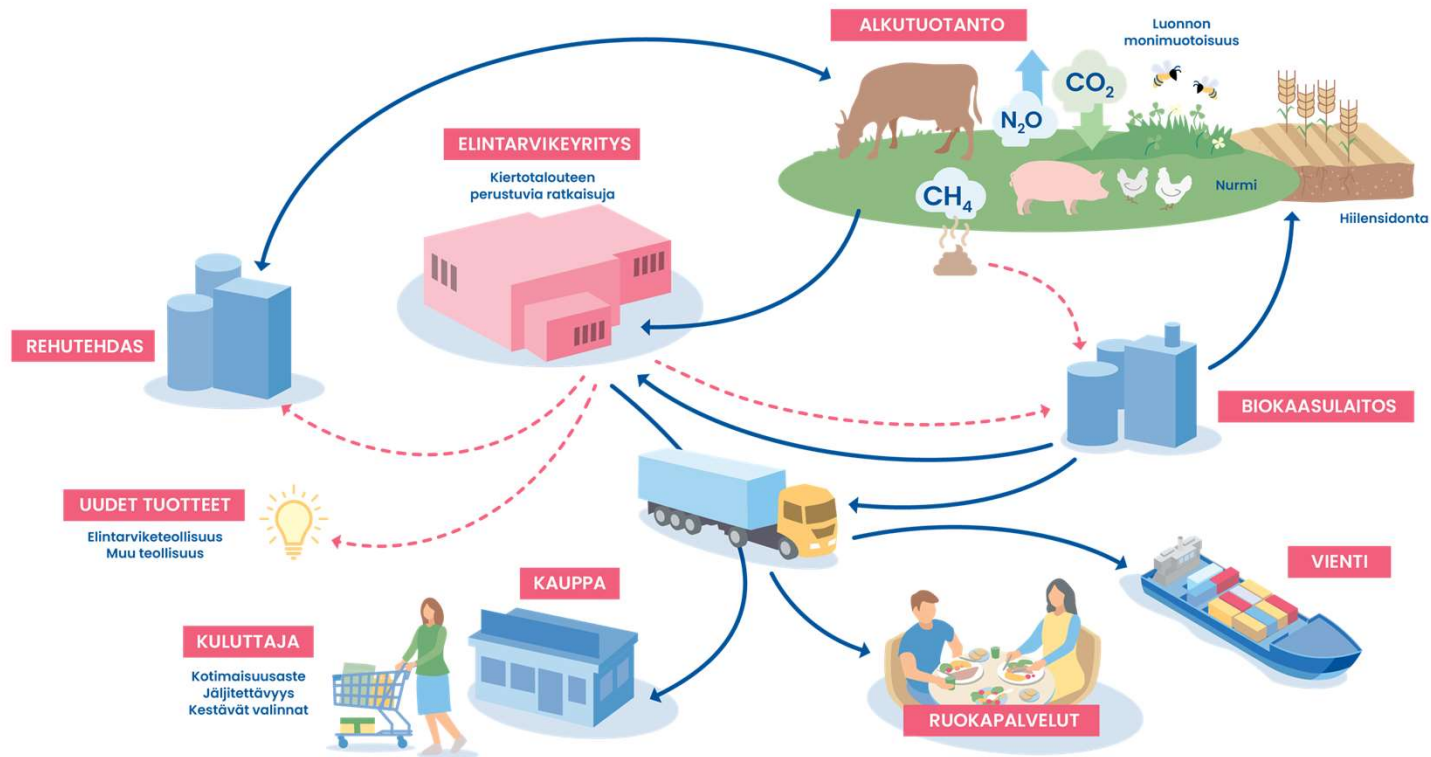 ALKUTUOTANTO
Luonnon
monimuotoisuus
CO₂
N₂O
CH₄
Nurmi
Hiilensidonta
ELINTARVIKEYRITYS
Kiertotalouteen
perustuvia ratkaisuja
REHUTEHDAS
BIOKAASULAITOS
UUDET TUOTTEET
Elintarviketeollisuus
Muu teollisuus
KAUPPA
VIENTI
KULUTTAJA
Kotimaisuusaste
Jäljitettävyys
Kestävät valinnat
RUOKAPALVELUT